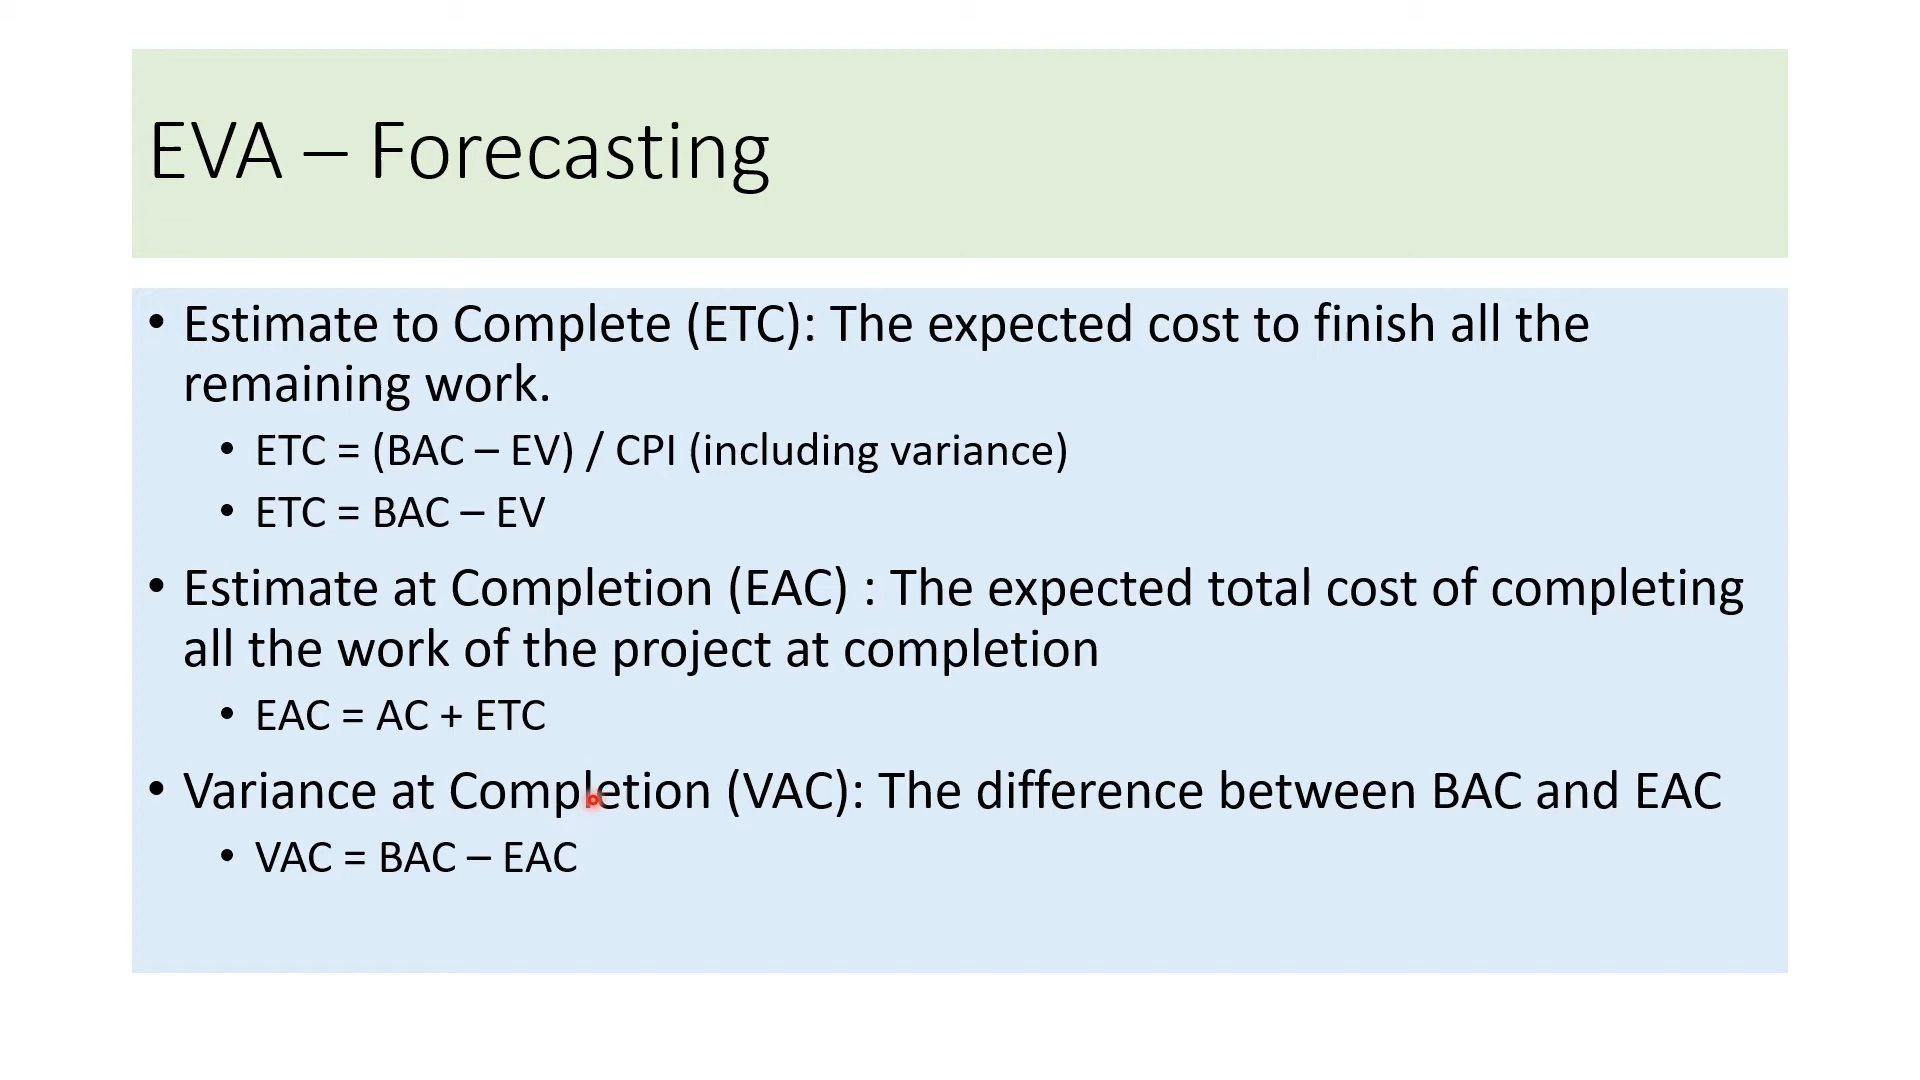 EVA – Forecasting
• Estimate to Complete (ETC): The expected cost to finish all the
remaining work.
• ETC = (BAC – EV) / CPI (including variance)
• ETC = BAC – EV
• Estimate at Completion (EAC) : The expected total cost of completing
all the work of the project at completion
• EAC = AC + ETC
• Variance at Completion (VAC): The difference between BAC and EAC
• VAC = BAC – EAC